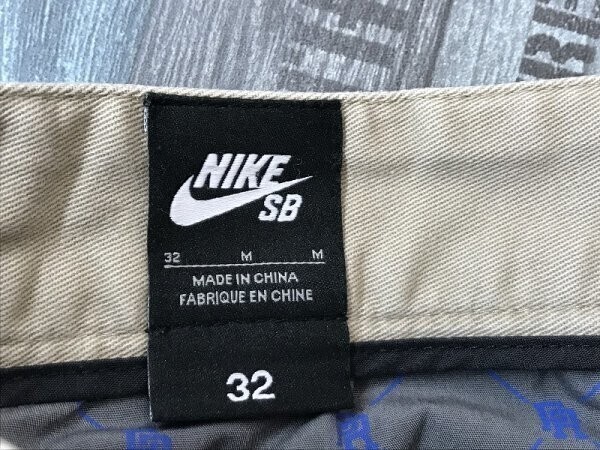 NIKE
SB
32 M M
MADE IN CHINA
FABRIQUE EN CHINE
32